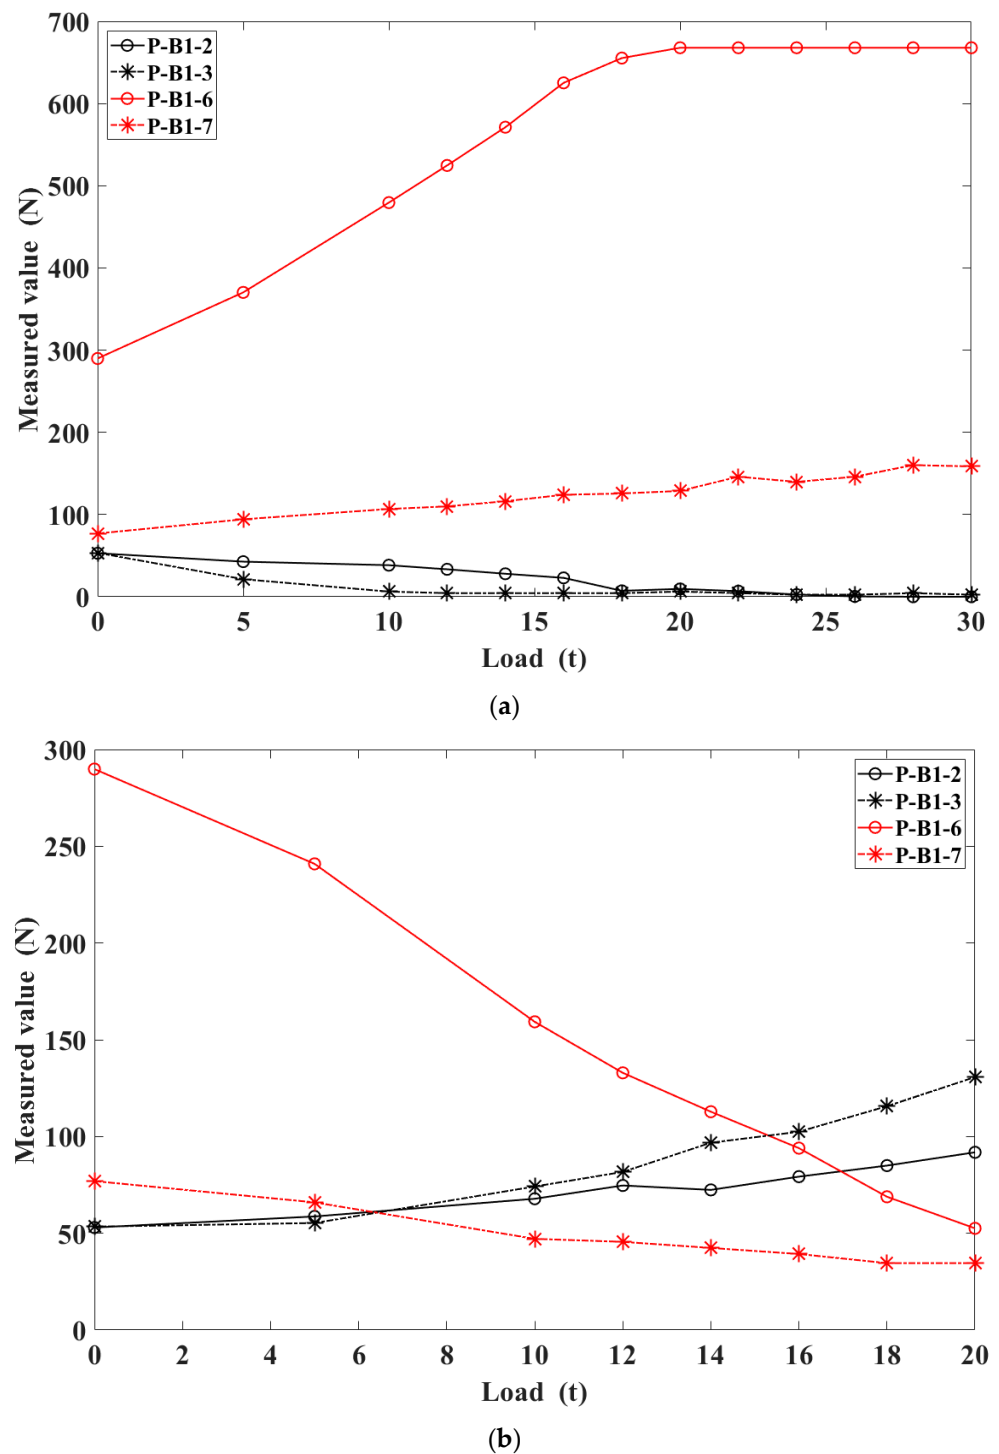 700
600
500
400
300
200
100
0
Measured value (N)
P-B1-2
P-B1-3
P-B1-6
P-B1-7
0 5 10 15 20 25 30
Load (t)
(a)
300
250
200
150
100
50
0
Measured value (N)
P-B1-2
P-B1-3
P-B1-6
P-B1-7
0 2 4 6 8 10 12 14 16 18 20
Load (t)
(b)